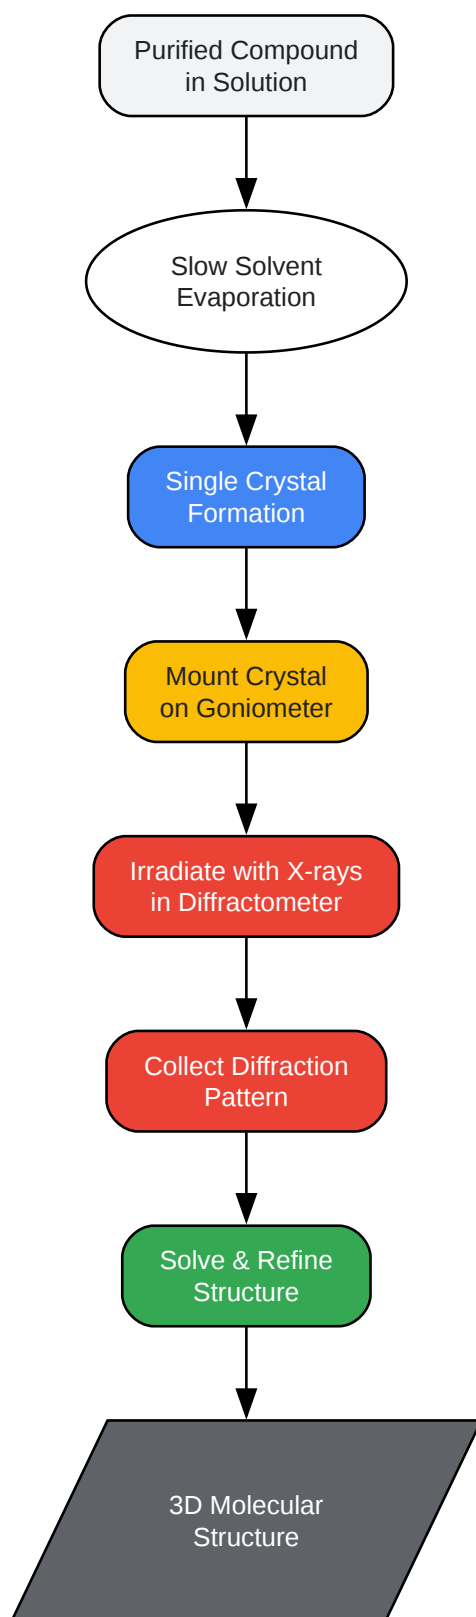 Purified Compound
in Solution
Slow Solvent
Evaporation
Single Crystal
Formation
Mount Crystal
on Goniometer
Irradiate with X-rays
in Diffractometer
Collect Diffraction
Pattern
Solve & Refine
Structure
3D Molecular
Structure